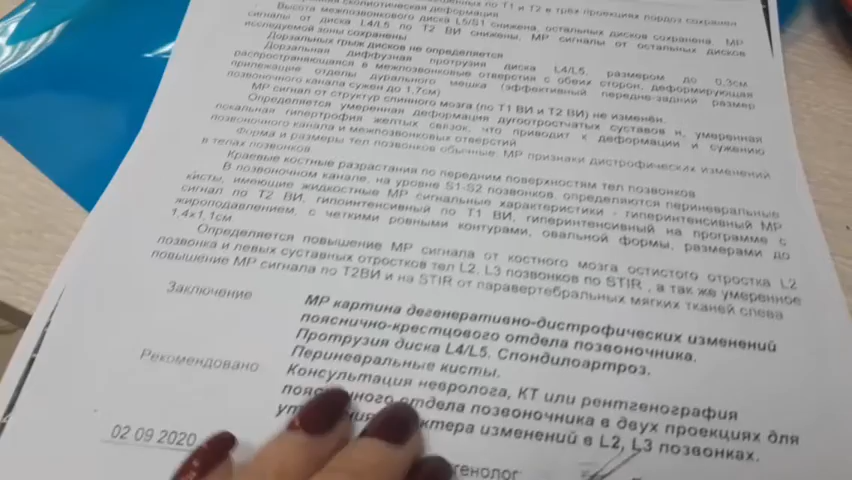 по Т1 и Т2 в трёх проекциях лордоз сохранен
сколиотическая деформация
Высота межпозвонкового диска L5/S1 снижена, остальных дисков сохранена. МР
сигналы от диска L4/L5 по Т2 ВИ снижены, МР сигналы от остальных дисков
исследуемой зоны сохранены
Дорзальных грыж дисков не определяется
Дорзальная диффузная протрузия диска L4/L5, размером до 0,3см,
распространяющаяся в межпозвонковые отверстия с обеих сторон, деформирующая
прилежащие отделы дурального мешка (эффективный передне-задний размер
позвоночного канала сужен до 1,7см)
МР сигнал от структур спинного мозга (по Т1 ВИ и Т2 ВИ) не изменён.
Определяется умеренная деформация дугоотростчатых суставов и умеренная
локальная гипертрофия желтых связок, что приводит к деформации и сужению
позвоночного канала и межпозвонковых отверстий
Форма и размеры тел позвонков обычные. МР признаки дистрофических изменений
в телах позвонков.
Краевые костные разрастания по передним поверхностям тел позвонков
В позвоночном канале, на уровне S1-S2 позвонков, определяются периневральные
кисты, имеющие жидкостные МР сигнальные характеристики - гиперинтенсивный МР
сигнал по Т2 ВИ, гипоинтенсивный по Т1 ВИ, гиперинтенсивный на программе с
жироподавлением, с четкими ровными контурами, овальной формы, размерами до
1,4х1,1см
Определяется повышение МР сигнала от костного мозга остистого отростка L2
позвонка и левых суставных отростков тел L2, L3 позвонков по STIR , а так же умеренное
повышение МР сигнала по Т2ВИ и на STIR от паравертебральных мягких тканей слева
Заключение
МР картина дегенеративно-дистрофических изменений
пояснично-крестцового отдела позвоночника.
Протрузия диска L4/L5. Спондилоартроз.
Периневральные кисты.
Рекомендовано
Консультация невролога, КТ или рентгенография
поясничного отдела позвоночника в двух проекциях для
характера изменений в L2, L3 позвонках.
02 09 2020